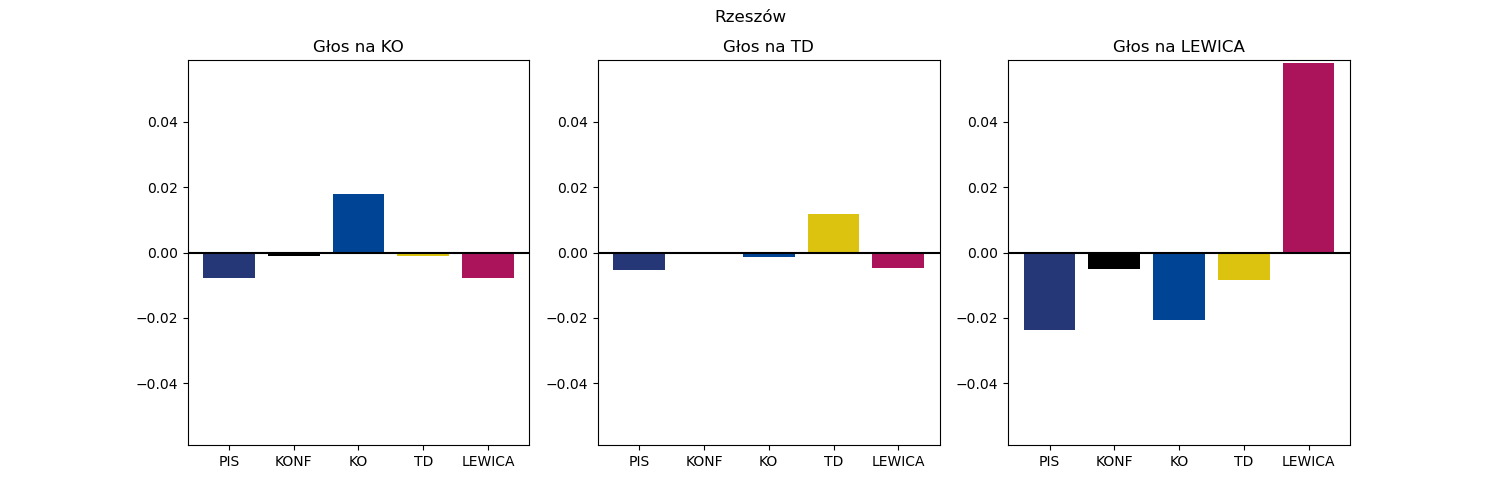 Rzeszów
Głos na KO
0.04
0.02
0.00
−0.02
−0.04
PIS KONF KO TD LEWICA
Głos na TD
0.04
0.02
0.00
−0.02
−0.04
PIS KONF KO TD LEWICA
Głos na LEWICA
0.04
0.02
0.00
−0.02
−0.04
PIS KONF KO TD LEWICA